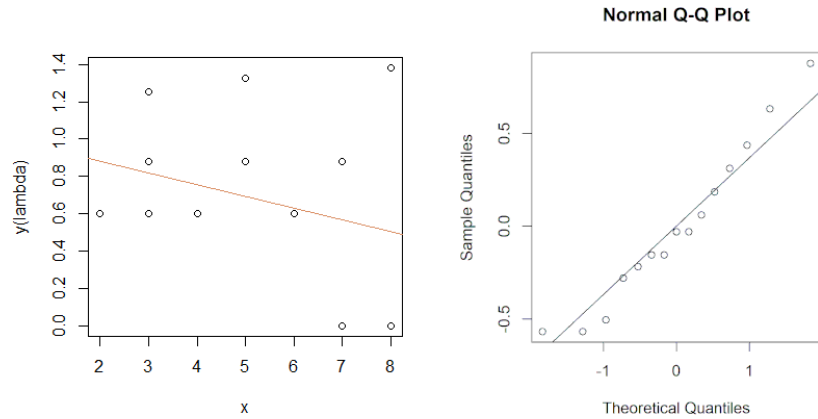 y(lambda)
1.4
1.2
1.0
0.8
0.6
0.4
0.2
0.0
2 3 4 5 6 7 8
x
Normal Q-Q Plot
Sample Quantiles
0.5
0.0
-0.5
-1 0 1
Theoretical Quantiles